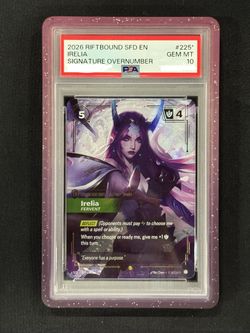 2026 RIFTBOUND SFD EN #225*
IRELIA GEM MT
SIGNATURE OVERNUMBER 10
PSA
5
4
Irelia
FERVENT
DEFLECT (Opponents must pay to choose
me with a spell or ability.)
When you choose or ready me, give me +1
this turn.
"Everyone has a purpose."